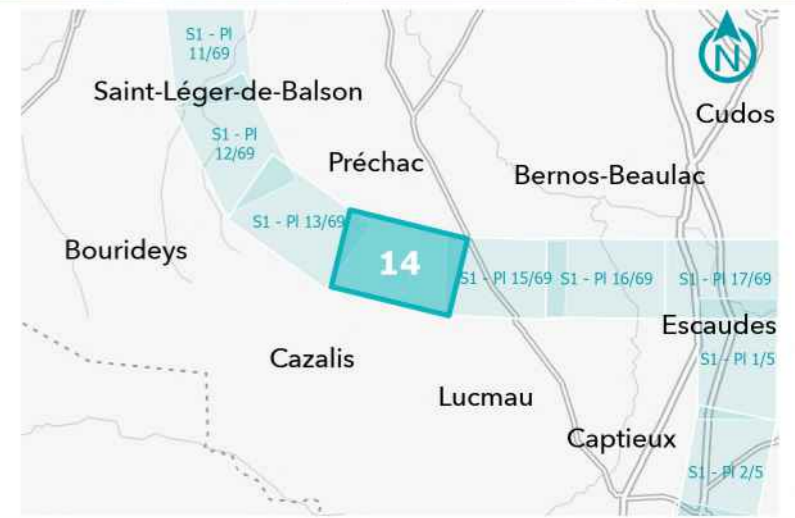 S1 - Pl
11/69
N
Saint-Léger-de-Balson
Cudos
S1 - Pl
12/69
Préchac
Bernos-Beaulac
S1 - Pl 13/69
Bourideys
14
S1 - Pl 15/69
S1 - Pl 16/69
S1 - Pl 17/69
Escaudes
Cazalis
S1 - Pl 1/5
Lucmau
Captieux
S1 - Pl 2/5